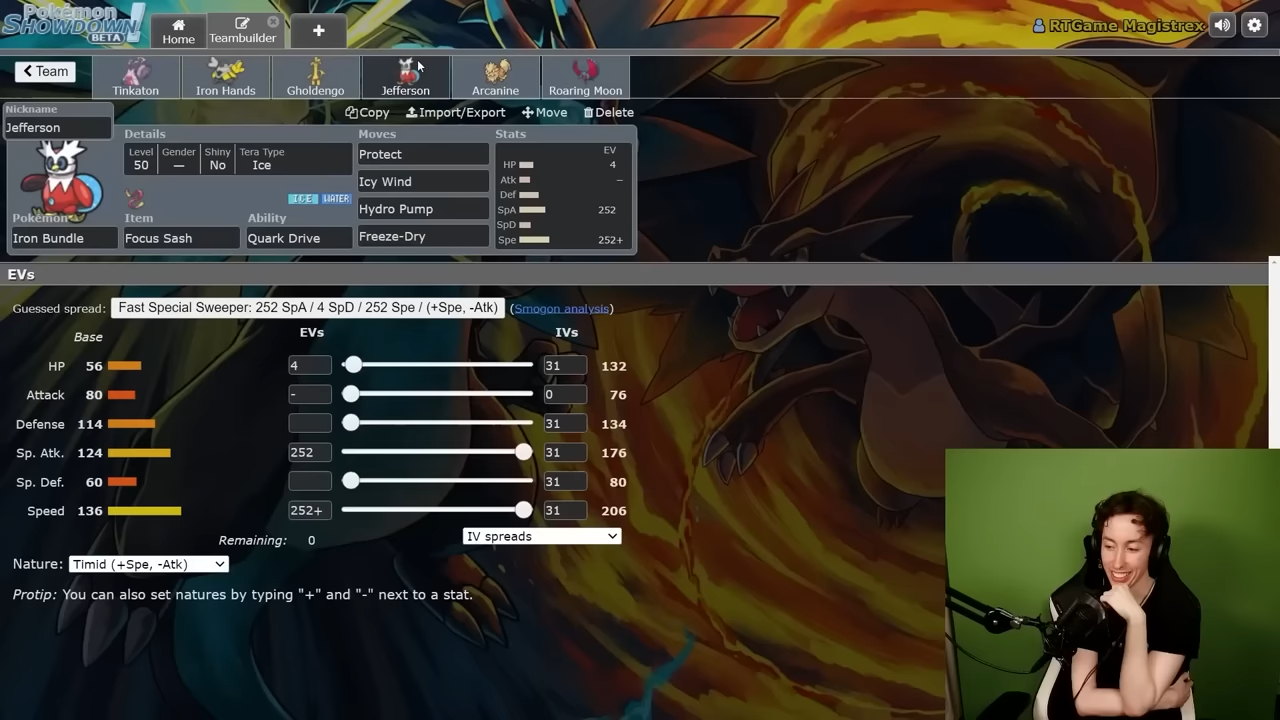 Pokémon
SHOWDOWN!
BETA
Home
Teambuilder
RTGame Magistrex
Team
Tinkaton
Iron Hands
Gholdengo
Jefferson
Arcanine
Roaring Moon
Copy
Import/Export
Move
Delete
Nickname
Jefferson
Details
Level
50
Gender
—
Shiny
No
Tera Type
Ice
ICE
WATER
Pokémon
Iron Bundle
Item
Focus Sash
Ability
Quark Drive
Moves
Protect
Icy Wind
Hydro Pump
Freeze-Dry
Stats
EV
HP 4
Atk –
Def
SpA 252
SpD
Spe 252+
EVs
Guessed spread: Fast Special Sweeper: 252 SpA / 4 SpD / 252 Spe / (+Spe, -Atk) (Smogon analysis)
Base EVs IVs
HP 56 4 31 132
Attack 80 - 0 76
Defense 114 31 134
Sp. Atk. 124 252 31 176
Sp. Def. 60 31 80
Speed 136 252+ 31 206
Remaining: 0 IV spreads
Nature: Timid (+Spe, -Atk)
Protip: You can also set natures by typing "+" and "-" next to a stat.